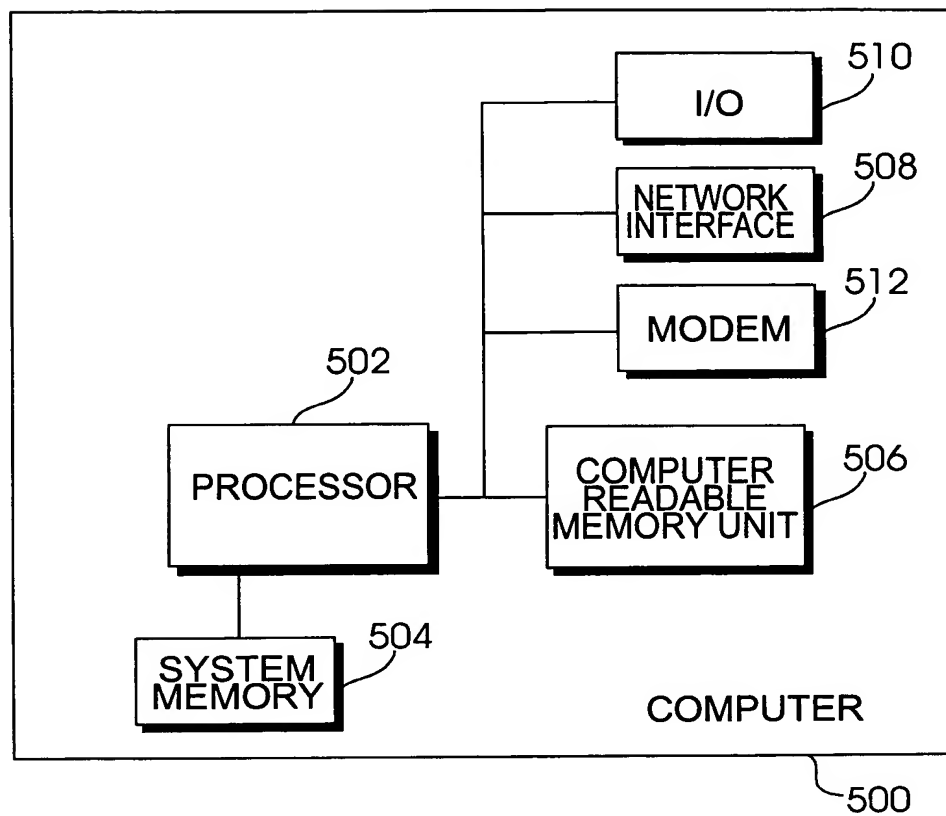 510
I/O
508
NETWORK
INTERFACE
512
MODEM
502
PROCESSOR
506
COMPUTER
READABLE
MEMORY UNIT
504
SYSTEM
MEMORY
COMPUTER
500